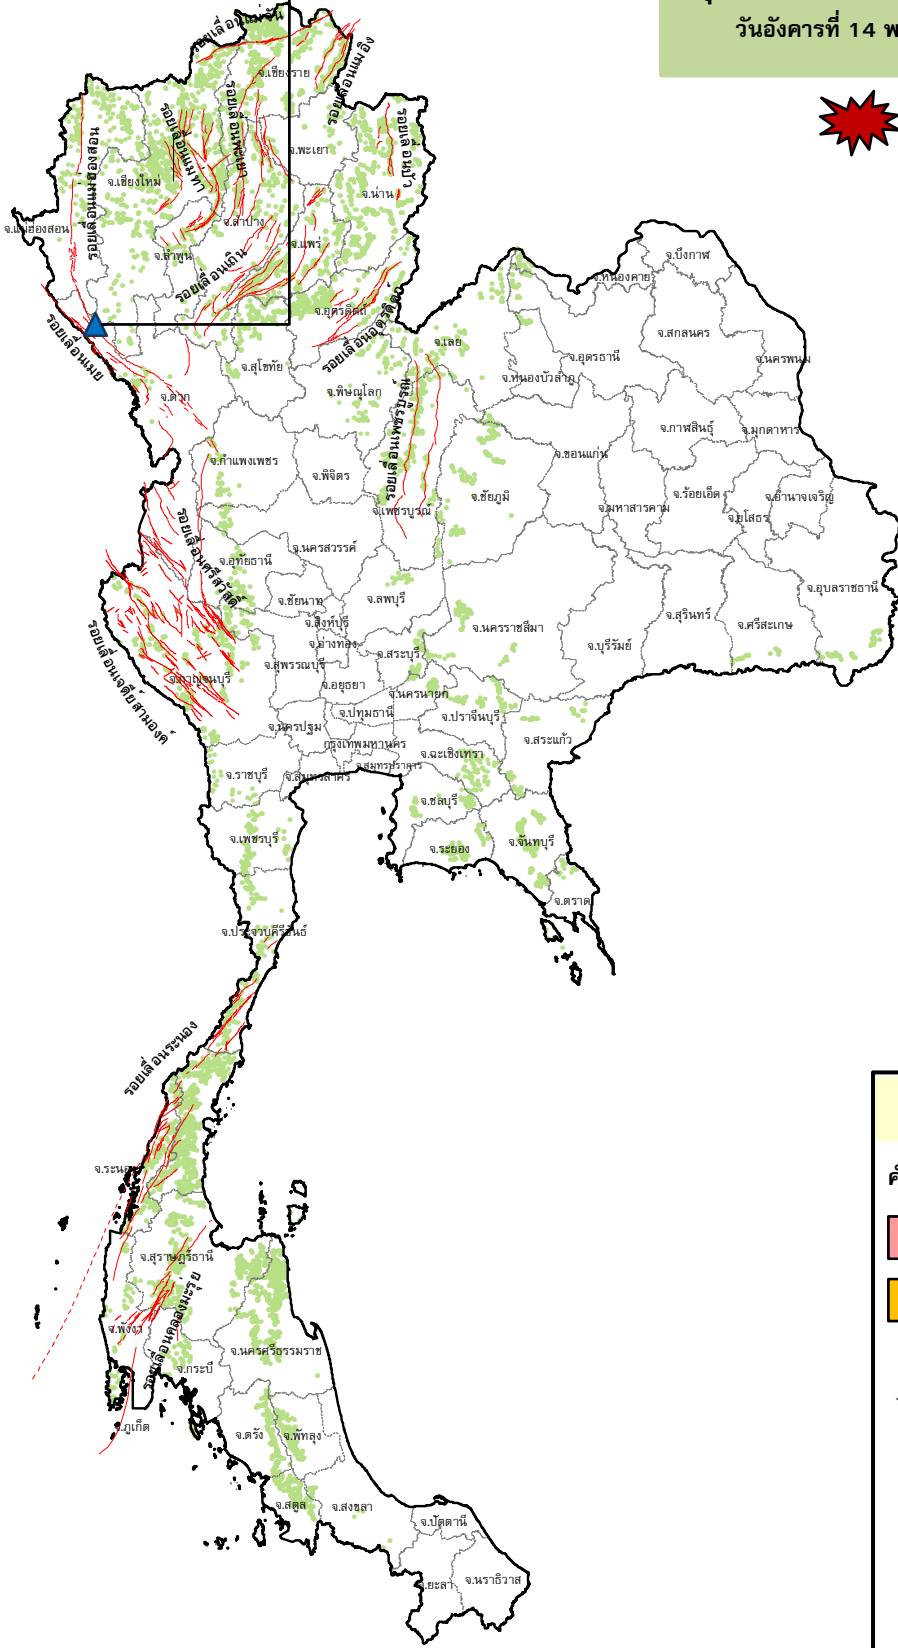 วันอังคารที่ 14 พ
รอยเลื่อนแม่จัน
จ.เชียงราย
รอยเลื่อนแม่อิง
รอยเลื่อนพะเยา
รอยเลื่อนแม่ทา
รอยเลื่อนปัว
รอยเลื่อนแม่ฮ่องสอน
จ.พะเยา
จ.เชียงใหม่
จ.น่าน
จ.แม่ฮ่องสอน
จ.ลำปาง
จ.แพร่
จ.ลำพูน
รอยเลื่อนเถิน
จ.บึงกาฬ
จ.หนองคาย
จ.อุตรดิตถ์
รอยเลื่อนอุตรดิตถ์
รอยเลื่อนเมย
จ.สกลนคร
จ.เลย
จ.อุดรธานี
จ.นครพนม
จ.สุโขทัย
จ.หนองบัวลำภู
จ.ตาก
จ.พิษณุโลก
รอยเลื่อนเพชรบูรณ์
จ.กาฬสินธุ์
จ.มุกดาหาร
จ.กำแพงเพชร
จ.พิจิตร
จ.ขอนแก่น
จ.ชัยภูมิ
จ.ร้อยเอ็ด
จ.อำนาจเจริญ
จ.เพชรบูรณ์
จ.มหาสารคาม
จ.ยโสธร
รอยเลื่อนศรีสวัสดิ์
จ.นครสวรรค์
จ.อุทัยธานี
จ.อุบลราชธานี
จ.ชัยนาท
จ.ลพบุรี
จ.สิงห์บุรี
จ.นครราชสีมา
จ.สุรินทร์
จ.ศรีสะเกษ
จ.อ่างทอง
จ.บุรีรัมย์
จ.สระบุรี
จ.สุพรรณบุรี
จ.กาญจนบุรี
รอยเลื่อนเจดีย์สามองค์
จ.อยุธยา
จ.นครนายก
จ.ปทุมธานี
จ.ปราจีนบุรี
จ.นครปฐม
จ.สระแก้ว
กรุงเทพมหานคร
จ.ฉะเชิงเทรา
จ.สมุทรปราการ
จ.ราชบุรี
จ.สมุทรสาคร
จ.ชลบุรี
จ.เพชรบุรี
จ.ระยอง
จ.จันทบุรี
จ.ตราด
จ.ประจวบคีรีขันธ์
รอยเลื่อนระนอง
จ.ระนอง
จ.สุราษฎร์ธานี
รอยเลื่อนคลองมะรุ่ย
จ.พังงา
จ.นครศรีธรรมราช
จ.กระบี่
จ.ภูเก็ต
จ.ตรัง
จ.พัทลุง
จ.สตูล
จ.สงขลา
จ.ปัตตานี
จ.ยะลา
จ.นราธิวาส